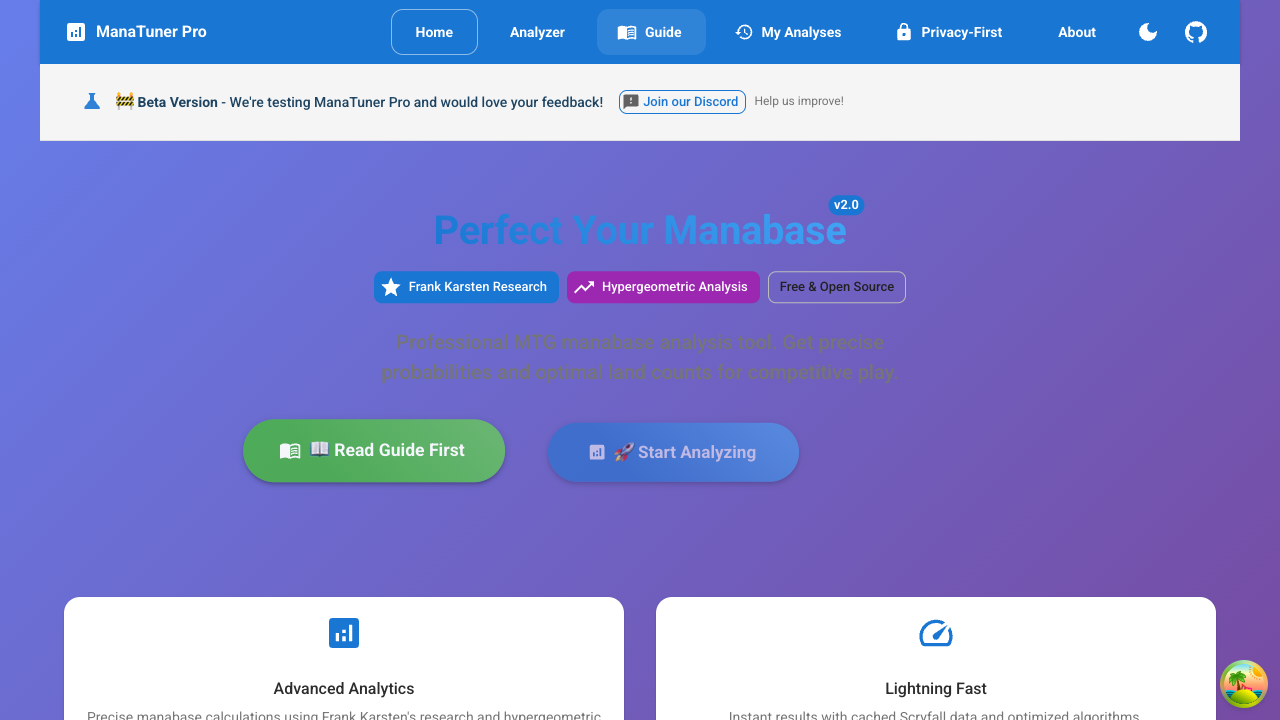 ManaTuner Pro
Home
Analyzer
Guide
My Analyses
Privacy-First
About
🚧 Beta Version - We're testing ManaTuner Pro and would love your feedback!
Join our Discord
Help us improve!
v2.0
Perfect Your Manabase
Frank Karsten Research
Hypergeometric Analysis
Free & Open Source
Professional MTG manabase analysis tool. Get precise
probabilities and optimal land counts for competitive play.
📖 Read Guide First
🚀 Start Analyzing
Advanced Analytics
Lightning Fast
Precise manabase calculations using Frank Karsten's research and hypergeometric
Instant results with cached Scryfall data and optimized algorithms